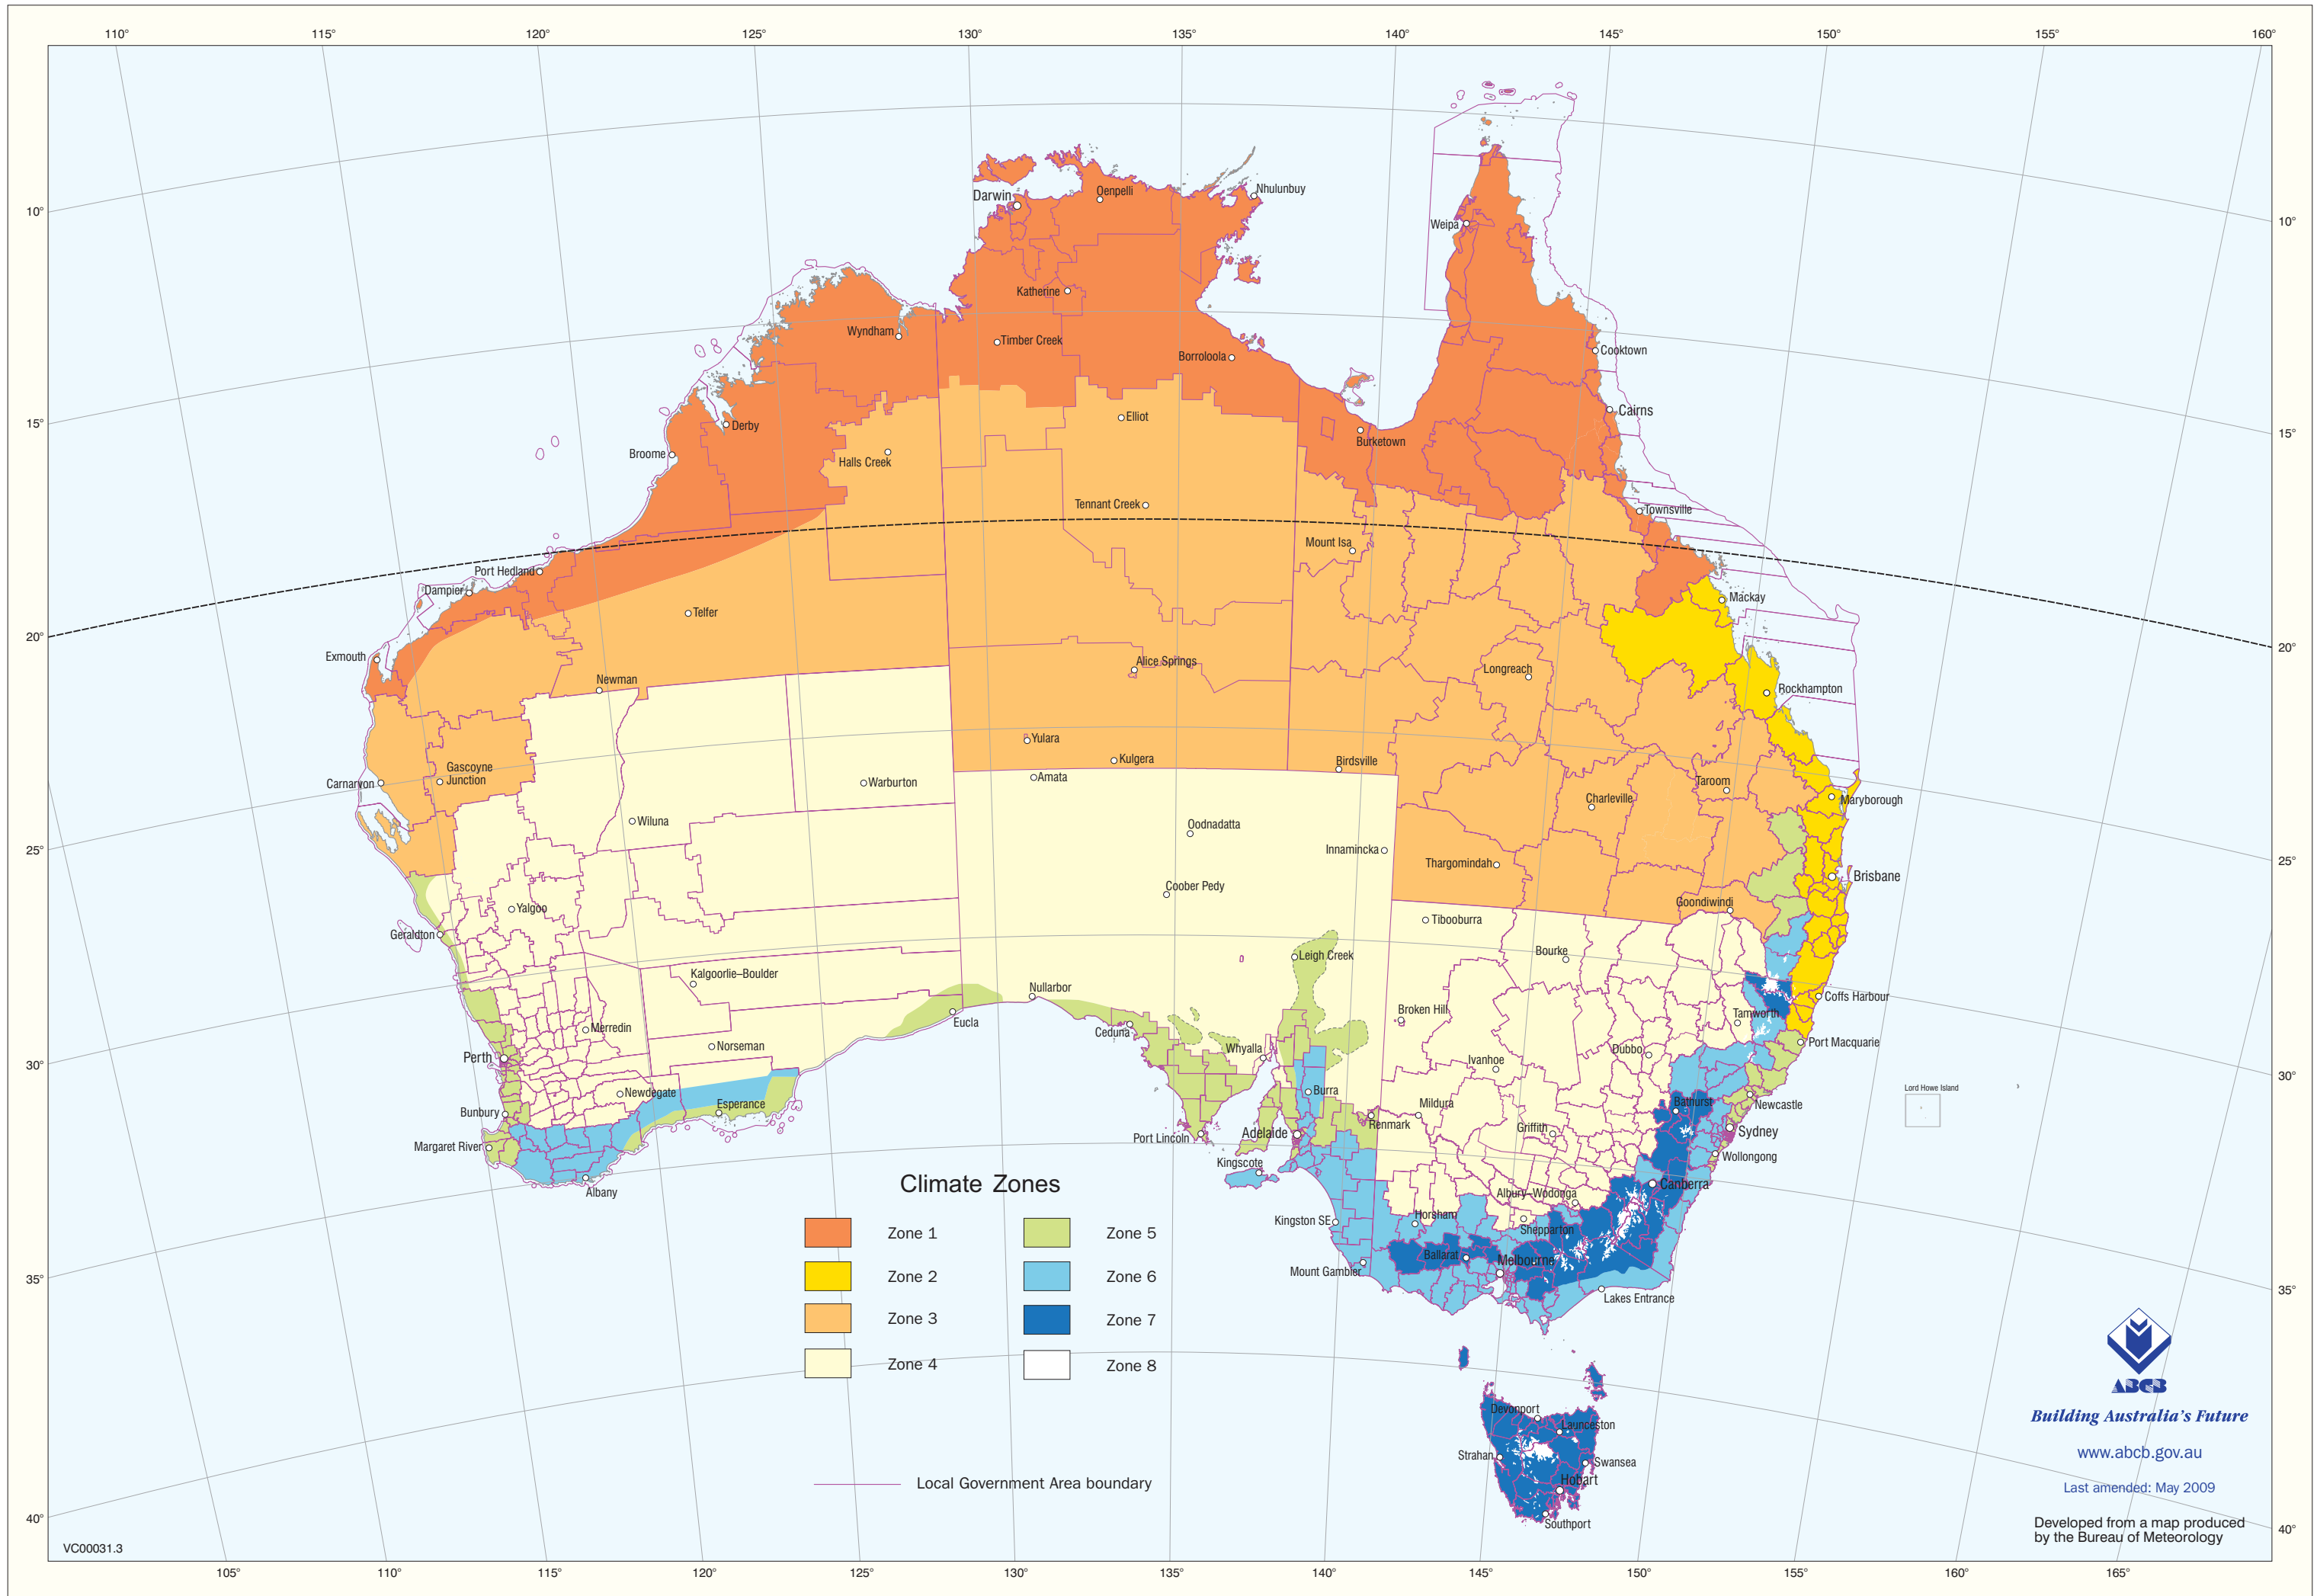 110° 115° 120° 125° 130° 135° 140° 145° 150° 155° 160°
10° 10°
15° 15°
20° 20°
25° 25°
30° 30°
35° 35°
40° 40°
Darwin
Oenpelli
Nhulunbuy
Weipa
Katherine
Wyndham
Timber Creek
Borroloola
Cooktown
Cairns
Derby
Elliot
Burketown
Broome
Halls Creek
Tennant Creek
Townsville
Mount Isa
Port Hedland
Dampier
Mackay
Telfer
Exmouth
Alice Springs
Longreach
Newman
Rockhampton
Yulara
Kulgera
Birdsville
Gascoyne
Junction
Carnarvon
Warburton
Amata
Taroom
Charleville
Maryborough
Wiluna
Oodnadatta
Innamincka
Thargomindah
Brisbane
Coober Pedy
Yalgoo
Goondiwindi
Tibooburra
Geraldton
Leigh Creek
Bourke
Kalgoorlie–Boulder
Nullarbor
Coffs Harbour
Broken Hill
Tamworth
Merredin
Eucla
Ceduna
Port Macquarie
Perth
Norseman
Whyalla
Ivanhoe
Dubbo
Lord Howe Island
Newdegate
Esperance
Burra
Bunbury
Mildura
Bathurst
Newcastle
Renmark
Griffith
Margaret River
Port Lincoln
Adelaide
Sydney
Wollongong
Kingscote
Albany
Albury–Wodonga
Canberra
Kingston SE
Horsham
Shepparton
Ballarat
Melbourne
Mount Gambier
Lakes Entrance
Devonport
Launceston
Strahan
Swansea
Hobart
Southport
Climate Zones
Zone 1 Zone 5
Zone 2 Zone 6
Zone 3 Zone 7
Zone 4 Zone 8
Local Government Area boundary
ABCB
Building Australia's Future
www.abcb.gov.au
Last amended: May 2009
Developed from a map produced
by the Bureau of Meteorology
VC00031.3
105° 110° 115° 120° 125° 130° 135° 140° 145° 150° 155° 160° 165°